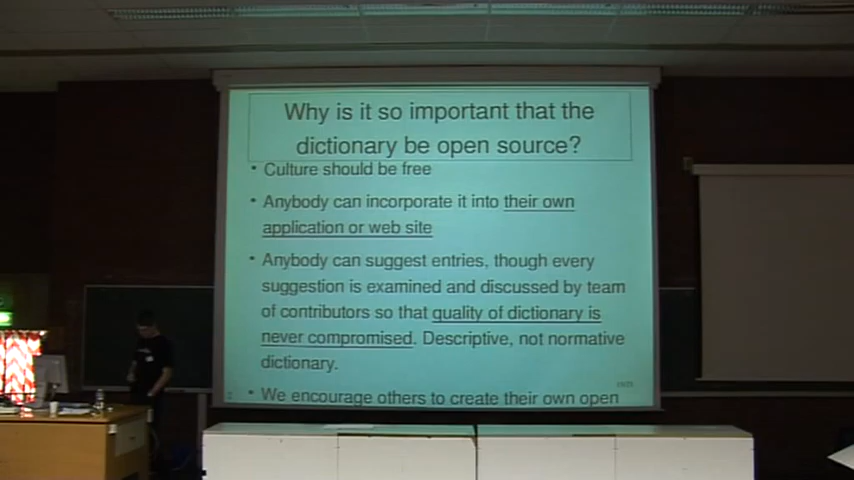 Why is it so important that the
dictionary be open source?
• Culture should be free
• Anybody can incorporate it into their own
application or web site
• Anybody can suggest entries, though every
suggestion is examined and discussed by team
of contributors so that quality of dictionary is
never compromised. Descriptive, not normative
dictionary.
• We encourage others to create their own open